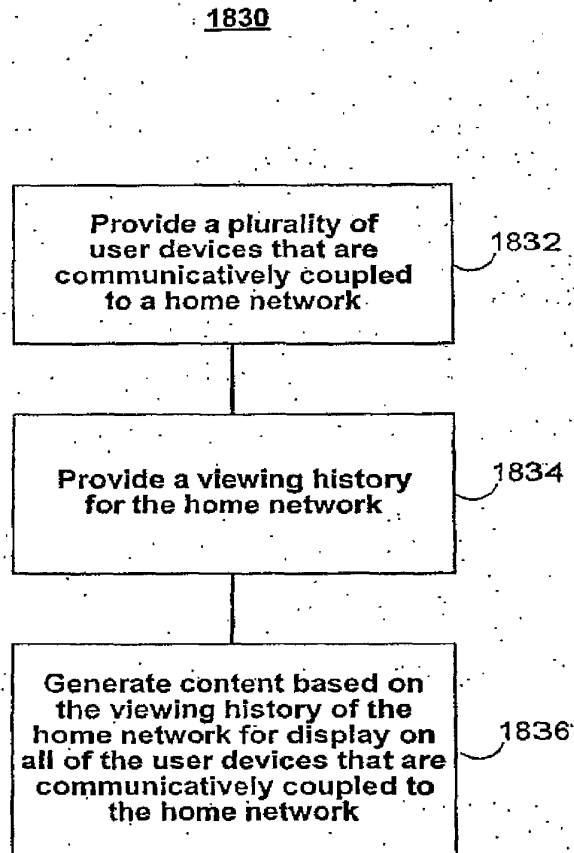 1830
Provide a plurality of
user devices that are
communicatively coupled
to a home network
1832
Provide a viewing history
for the home network
1834
Generate content based on
the viewing history of the
home network for display on
all of the user devices that are
communicatively coupled to
the home network
1836